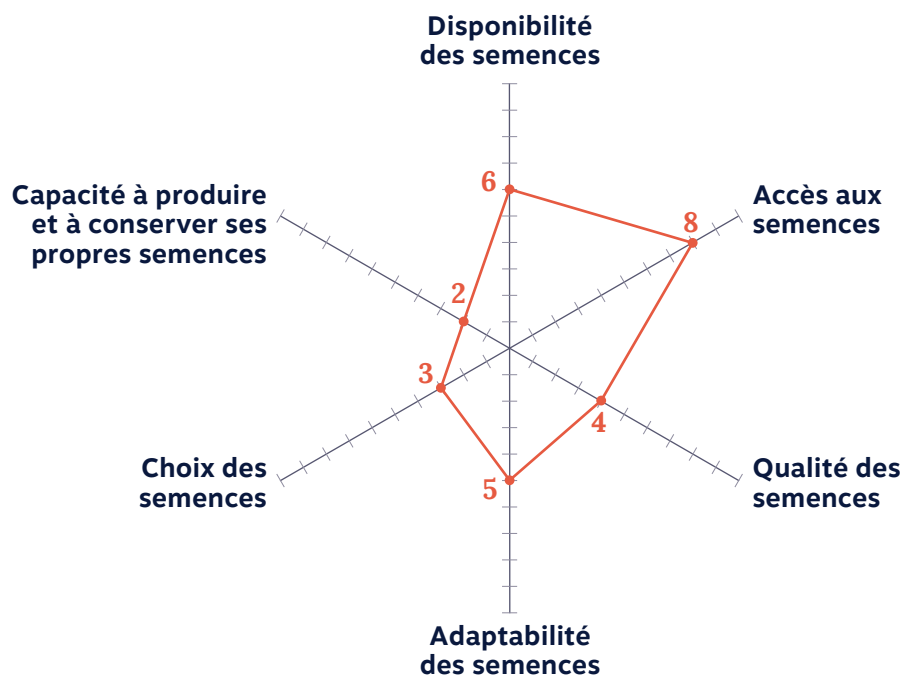 Disponibilité
des semences
Capacité à produire
et à conserver ses
propres semences
Accès aux
semences
6
8
2
3
4
5
Choix des
semences
Qualité des
semences
Adaptabilité
des semences